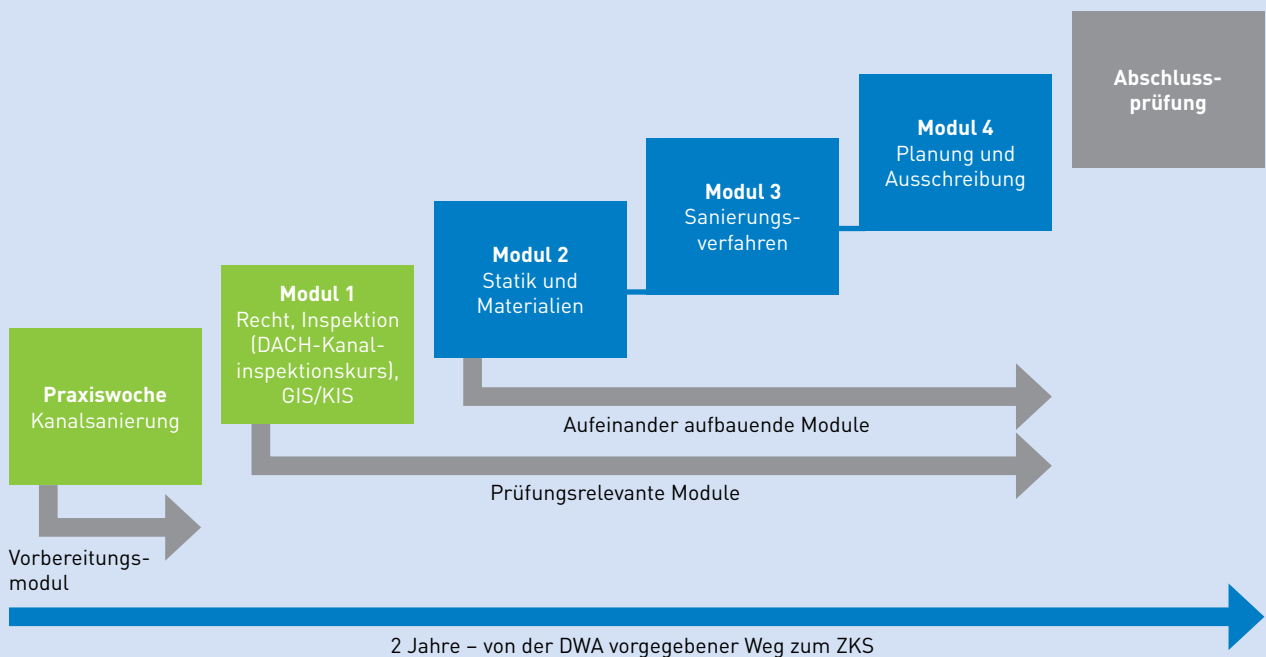 Praxiswoche
Kanalsanierung
Modul 1
Recht, Inspektion
(DACH-Kanal-
inspektionskurs),
GIS/KIS
Modul 2
Statik und
Materialien
Modul 3
Sanierungs-
verfahren
Modul 4
Planung und
Ausschreibung
Abschluss-
prüfung
Aufeinander aufbauende Module
Prüfungsrelevante Module
Vorbereitungs-
modul
2 Jahre – von der DWA vorgegebener Weg zum ZKS